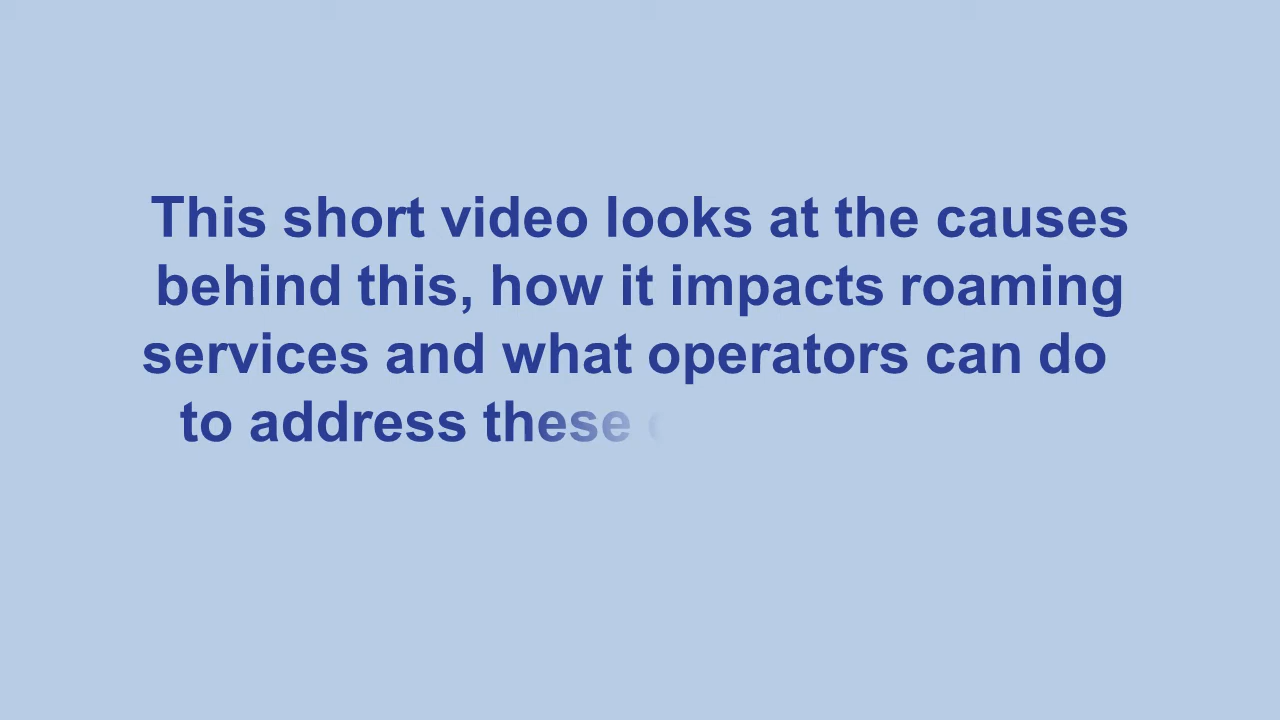 This short video looks at the causes
behind this, how it impacts roaming
services and what operators can do
to address these